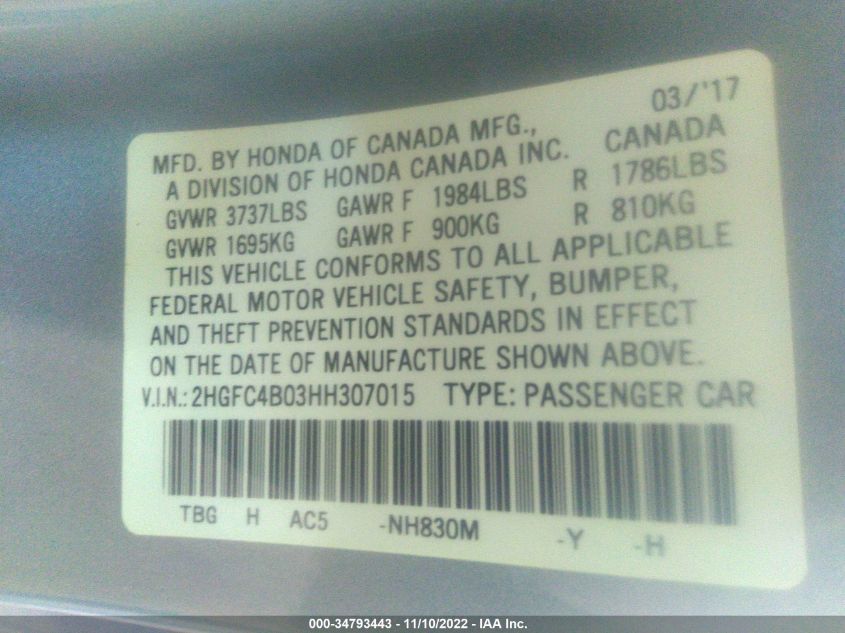 03/'17
MFD. BY HONDA OF CANADA MFG., CANADA
A DIVISION OF HONDA CANADA INC.
GVWR 3737LBS GAWR F 1984LBS R 1786LBS
GVWR 1695KG GAWR F 900KG R 810KG
THIS VEHICLE CONFORMS TO ALL APPLICABLE
FEDERAL MOTOR VEHICLE SAFETY, BUMPER,
AND THEFT PREVENTION STANDARDS IN EFFECT
ON THE DATE OF MANUFACTURE SHOWN ABOVE.
V.I.N.: 2HGFC4B03HH307015 TYPE: PASSENGER CAR
TBG H AC5 -NH830M -Y -H
000-34793443 - 11/10/2022 - IAA Inc.